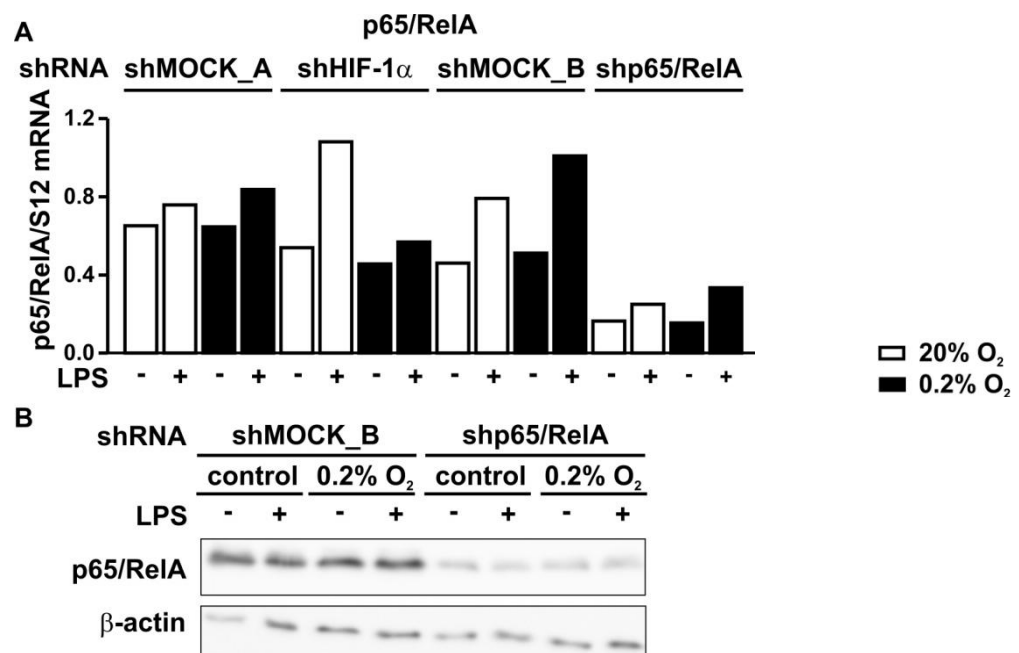 A
p65/RelA
shRNA shMOCK_A shHIF-1α shMOCK_B shp65/RelA
p65/RelA/S12 mRNA
1.2
0.8
0.4
0.0
LPS - + - + - + - + - + - + - + - +
20% O₂
0.2% O₂
B
shRNA shMOCK_B shp65/RelA
control 0.2% O₂ control 0.2% O₂
LPS - + - + - + - +
p65/RelA
β-actin